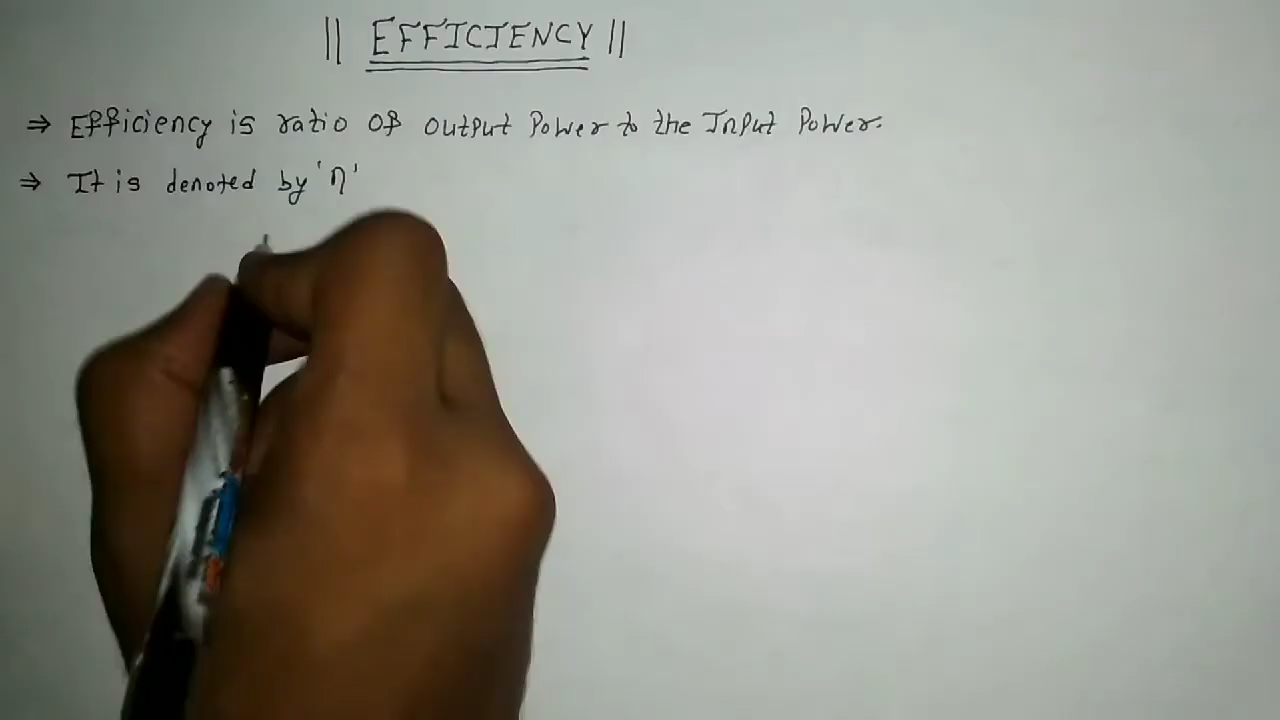 || EFFICIENCY ||
⇒ Efficiency is ratio of output Power to the Input Power.
⇒ It is denoted by 'η'